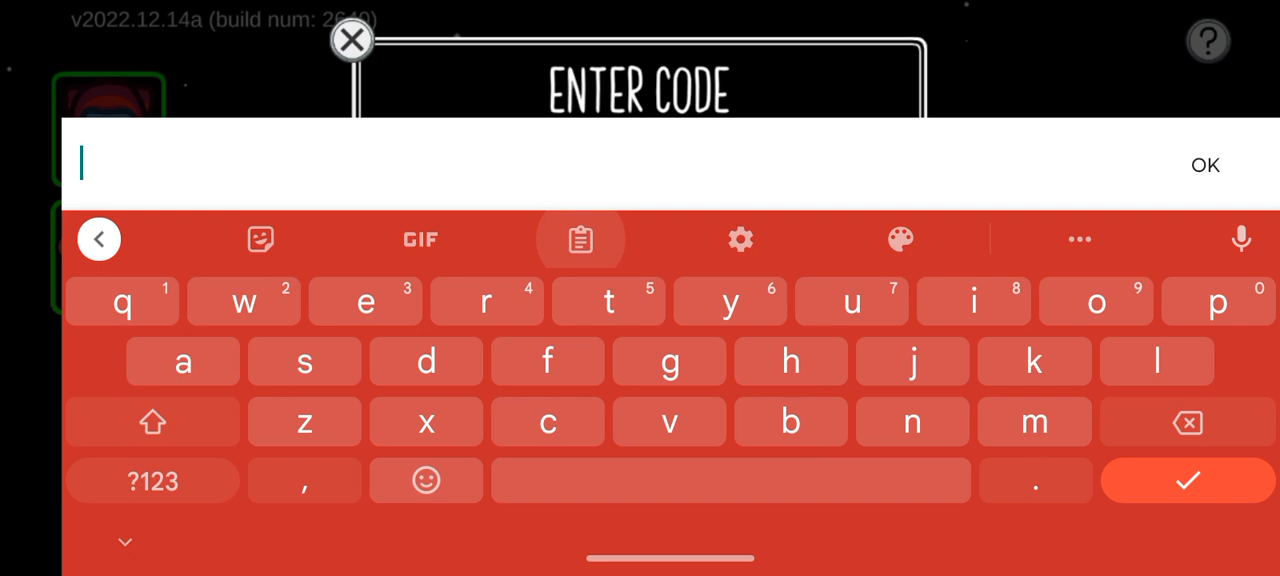 v2022.12.14a (build num: 2640)
ENTER CODE
OK
GIF
q 1 w 2 e 3 r 4 t 5 y 6 u 7 i 8 o 9 p 0
a s d f g h j k l
z x c v b n m
?123 , .